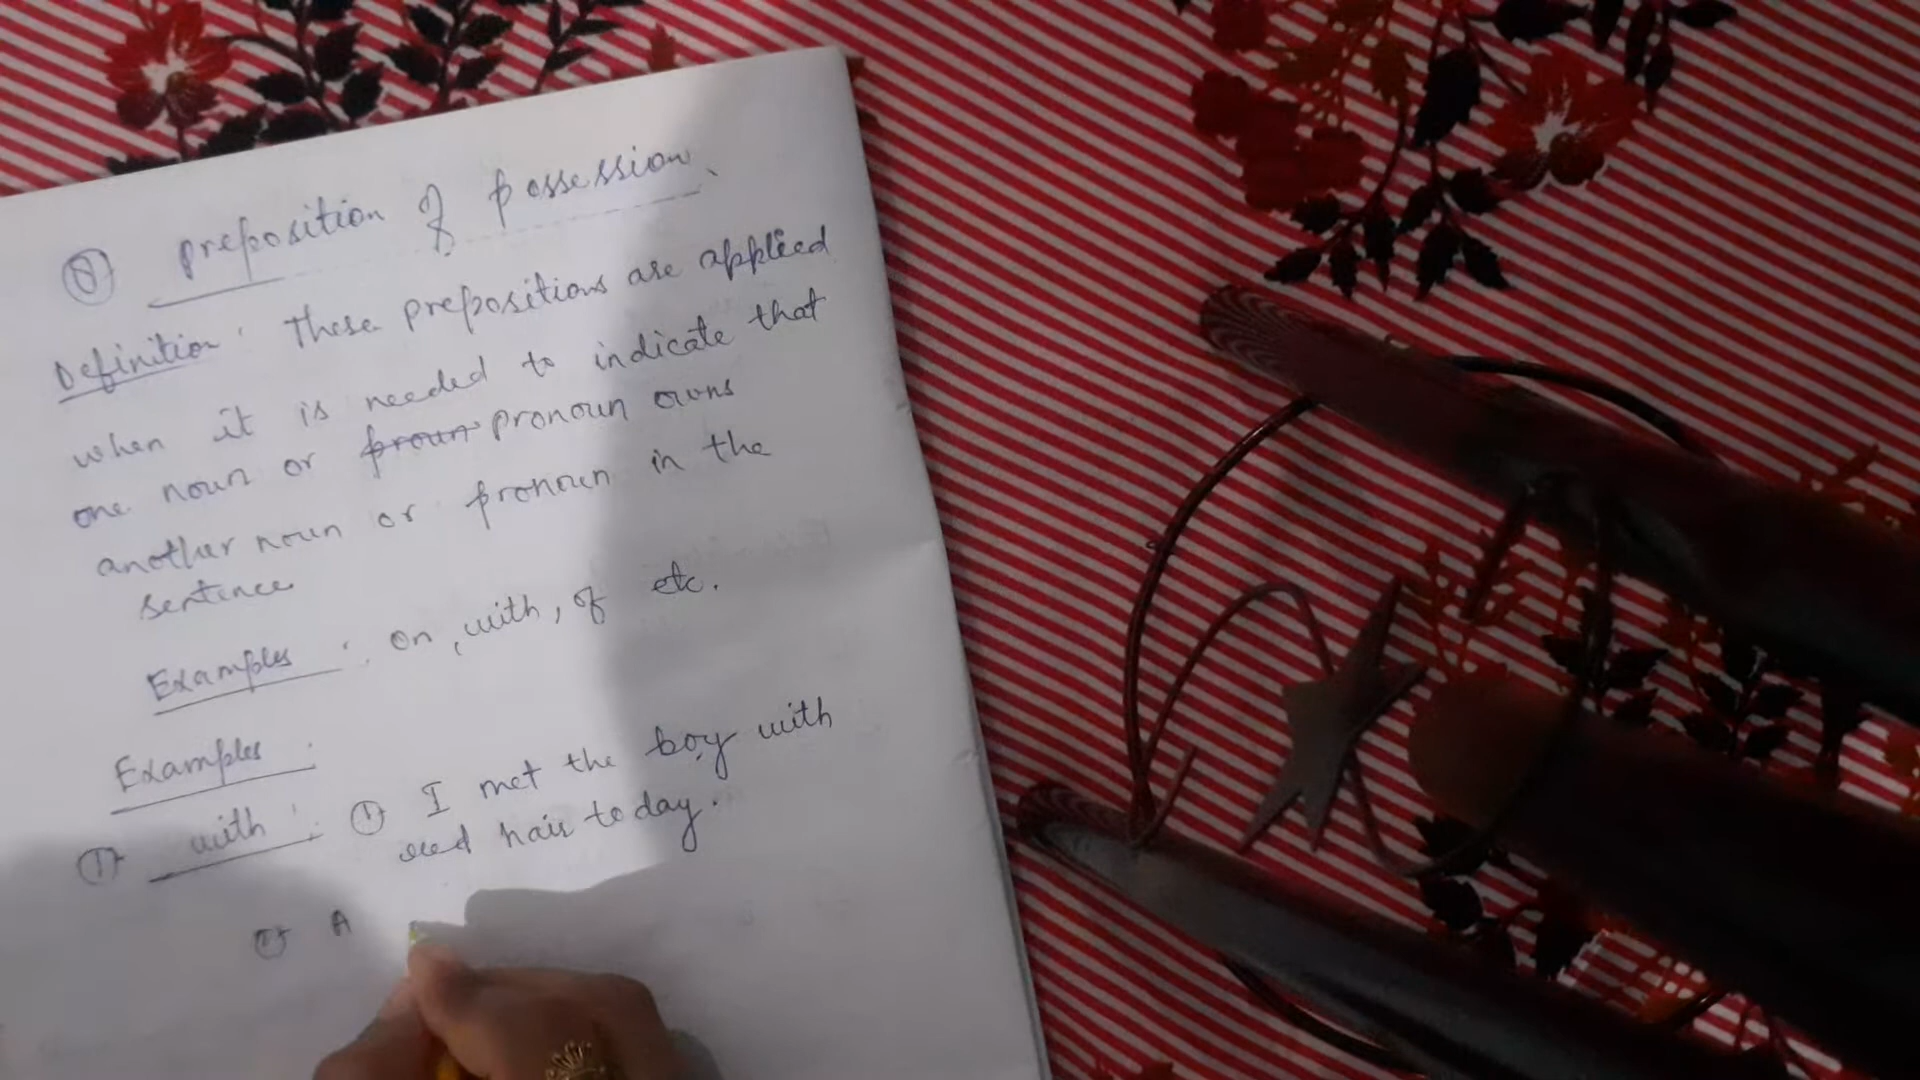 ⑧ preposition of possession
Definition: These prepositions are applied
when it is needed to indicate that
one noun or proun pronoun owns
another noun or pronoun in the
sentence
Examples: on, with, of etc.
Examples:
① with: ① I met the boy with
red hair today.
② A